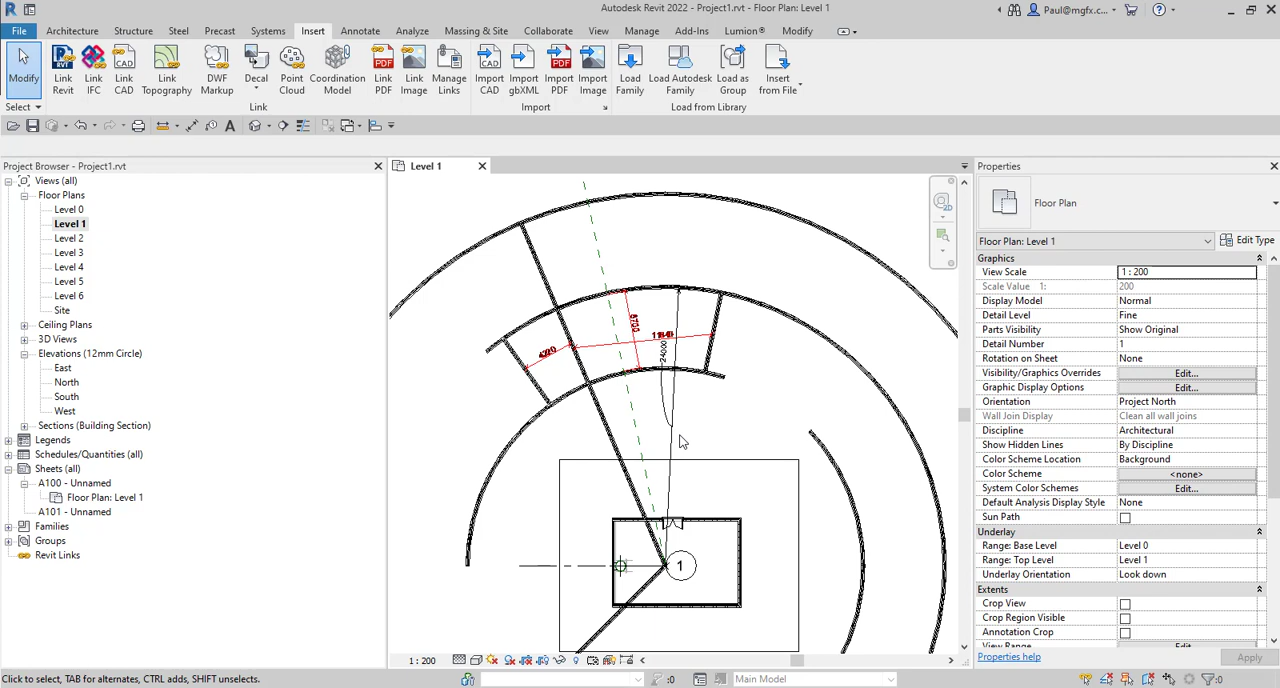 Autodesk Revit 2022 - Project1.rvt - Floor Plan: Level 1
Paul@mgfx.c...
File Architecture Structure Steel Precast Systems Insert Annotate Analyze Massing & Site Collaborate View Manage Add-Ins Lumion® Modify
Modify
Link Revit
Link IFC
Link CAD
Link Topography
DWF Markup
Decal
Point Cloud
Coordination Model
Link PDF
Link Image
Manage Links
Import CAD
Import gbXML
Import PDF
Import Image
Load Family
Load Autodesk Family
Load as Group
Insert from File
Select
Link
Import
Load from Library
Project Browser - Project1.rvt
Views (all)
Floor Plans
Level 0
Level 1
Level 2
Level 3
Level 4
Level 5
Level 6
Site
Ceiling Plans
3D Views
Elevations (12mm Circle)
East
North
South
West
Sections (Building Section)
Legends
Schedules/Quantities (all)
Sheets (all)
A100 - Unnamed
Floor Plan: Level 1
A101 - Unnamed
Families
Groups
Revit Links
Level 1
24000
1
1 : 200
Properties
Floor Plan
Floor Plan: Level 1
Edit Type
Graphics
View Scale 1 : 200
Scale Value 1: 200
Display Model Normal
Detail Level Fine
Parts Visibility Show Original
Detail Number 1
Rotation on Sheet None
Visibility/Graphics Overrides Edit...
Graphic Display Options Edit...
Orientation Project North
Wall Join Display Clean all wall joins
Discipline Architectural
Show Hidden Lines By Discipline
Color Scheme Location Background
Color Scheme <none>
System Color Schemes Edit...
Default Analysis Display Style None
Sun Path
Underlay
Range: Base Level Level 0
Range: Top Level Level 1
Underlay Orientation Look down
Extents
Crop View
Crop Region Visible
Annotation Crop
View Range Edit...
Properties help
Apply
Click to select, TAB for alternates, CTRL adds, SHIFT unselects.
:0
Main Model
:0